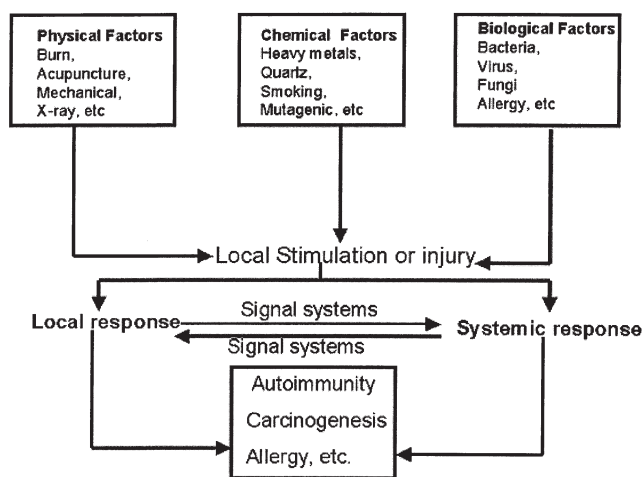 Physical Factors
Burn,
Acupuncture,
Mechanical,
X-ray, etc
Chemical Factors
Heavy metals,
Quartz,
Smoking,
Mutagenic, etc
Biological Factors
Bacteria,
Virus,
Fungi
Allergy, etc
Local Stimulation or injury
Signal systems
Local response
Systemic response
Signal systems
Autoimmunity
Carcinogenesis
Allergy, etc.